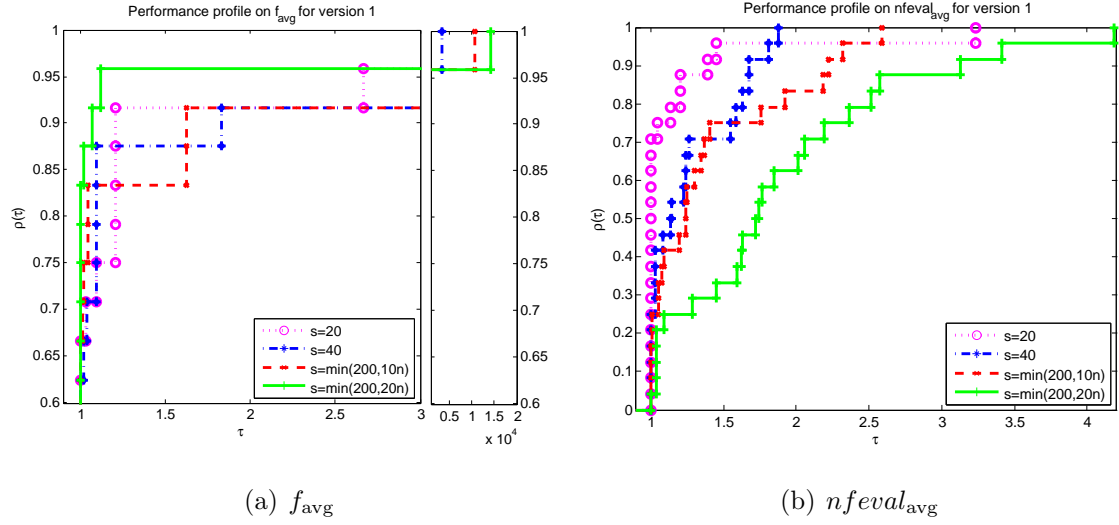 Performance profile on f_avg for version 1
1
0.95
0.9
0.85
0.8
0.75
0.7
0.65
0.6
ρ(τ)
1
1.5
2
2.5
3
τ
s=20
s=40
s=min(200,10n)
s=min(200,20n)
1
0.95
0.9
0.85
0.8
0.75
0.7
0.65
0.6
0.5
1
1.5
2
x 10^4
(a) f_avg
Performance profile on nfeval_avg for version 1
1
0.9
0.8
0.7
0.6
0.5
0.4
0.3
0.2
0.1
0
ρ(τ)
1
1.5
2
2.5
3
3.5
4
τ
s=20
s=40
s=min(200,10n)
s=min(200,20n)
(b) nfeval_avg